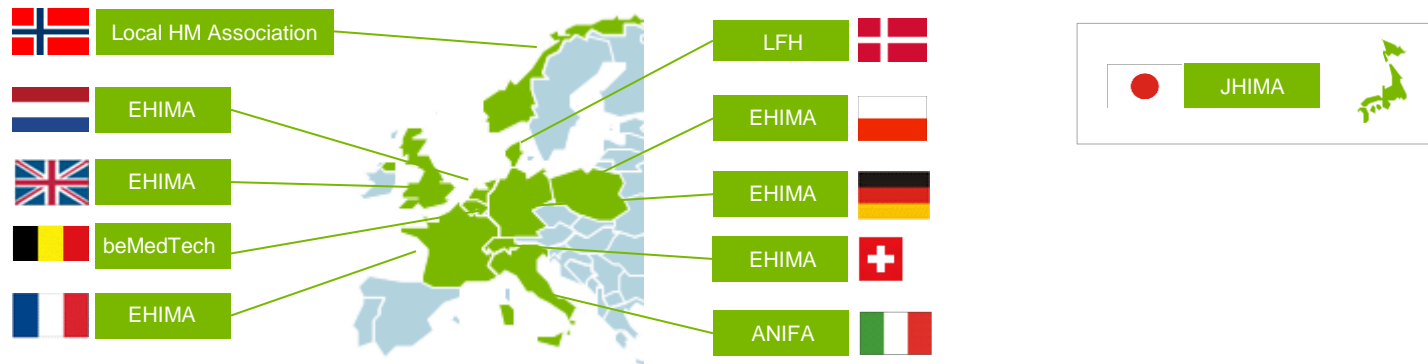 Local HM Association
EHIMA
EHIMA
beMedTech
EHIMA
LFH
EHIMA
EHIMA
EHIMA
ANIFA
JHIMA